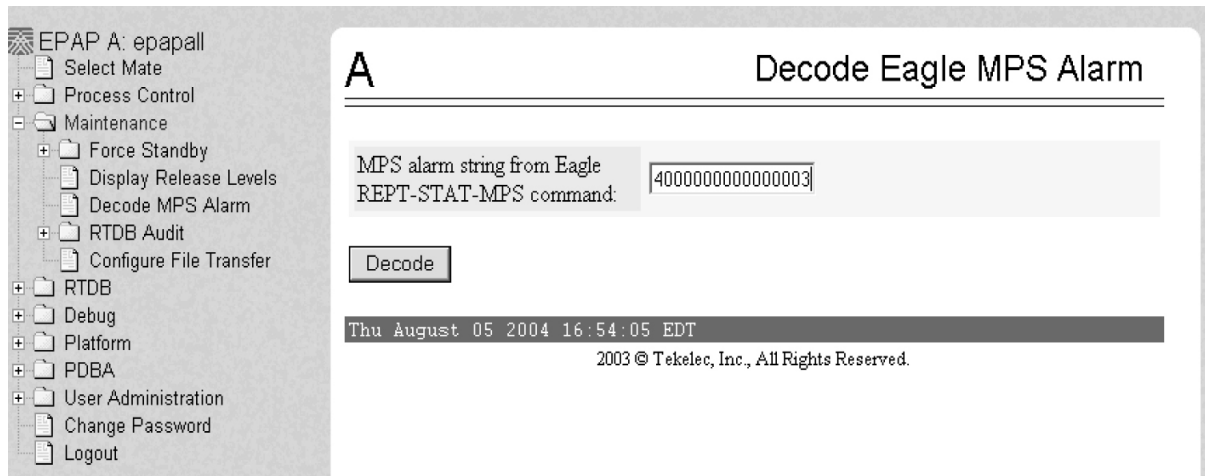 EPAP A: epapall
Select Mate
Process Control
Maintenance
Force Standby
Display Release Levels
Decode MPS Alarm
RTDB Audit
Configure File Transfer
RTDB
Debug
Platform
PDBA
User Administration
Change Password
Logout
A
Decode Eagle MPS Alarm
MPS alarm string from Eagle
REPT-STAT-MPS command:
4000000000000003
Decode
Thu August 05 2004 16:54:05 EDT
2003 © Tekelec, Inc., All Rights Reserved.